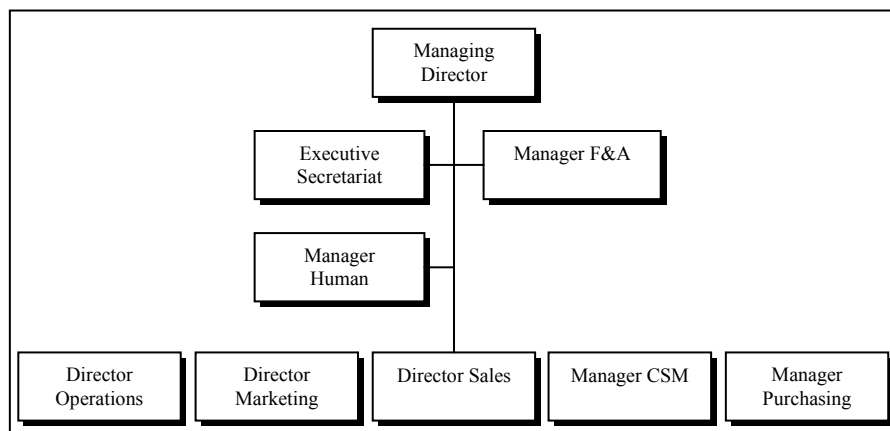 Managing
Director
Executive
Secretariat
Manager F&A
Manager
Human
Director
Operations
Director
Marketing
Director Sales
Manager CSM
Manager
Purchasing